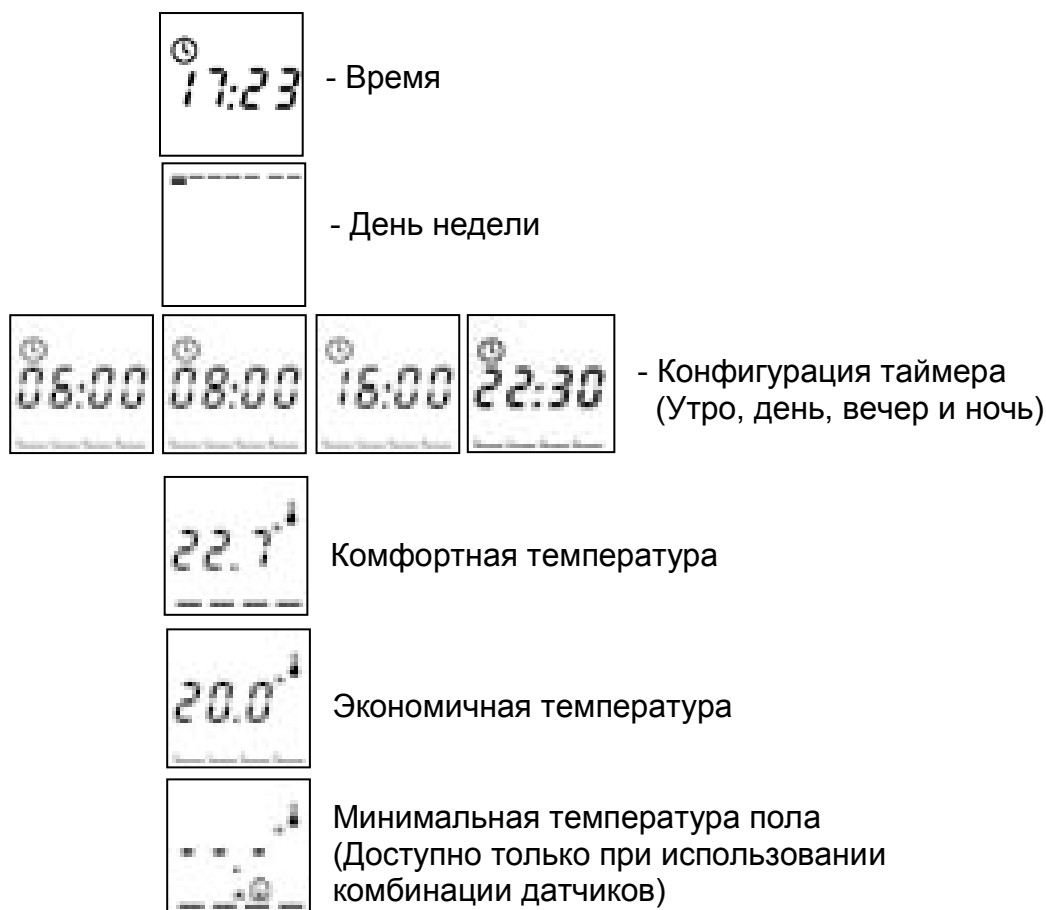 17:23
- Время
- День недели
06:00 08:00 16:00 22:30
- Конфигурация таймера
(Утро, день, вечер и ночь)
22.7
Комфортная температура
20.0
Экономичная температура
Минимальная температура пола
(Доступно только при использовании
комбинации датчиков)